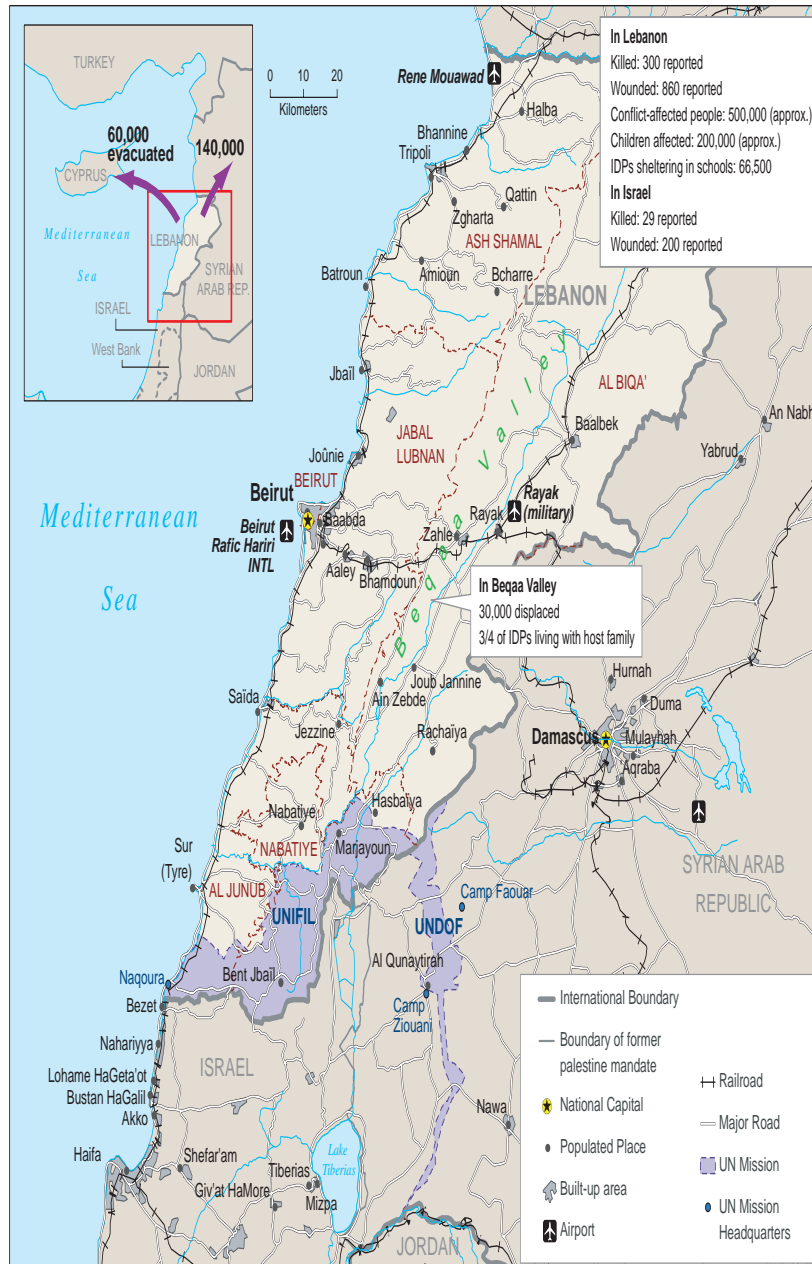 TURKEY
60,000
evacuated
140,000
CYPRUS
Mediterranean
Sea
LEBANON
SYRIAN
ARAB REP.
ISRAEL
West Bank
JORDAN
0 10 20
Kilometers
In Lebanon
Killed: 300 reported
Wounded: 860 reported
Conflict-affected people: 500,000 (approx.)
Children affected: 200,000 (approx.)
IDPs sheltering in schools: 66,500
In Israel
Killed: 29 reported
Wounded: 200 reported
Rene Mouawad
Halba
Bhannine
Tripoli
Qattin
Zgharta
ASH SHAMAL
Amioun
Bcharre
Batroun
LEBANON
Jbaïl
AL BIQA'
JABAL
LUBNAN
Baalbek
An Nabh
Yabrud
Joûnie
BEIRUT
Beirut
Baabda
Beirut
Rafic Hariri
INTL
Rayak
(military)
Rayak
Zahle
Aaley
Bhamdoun
Beqaa Valley
Mediterranean
Sea
In Beqaa Valley
30,000 displaced
3/4 of IDPs living with host family
Joub Jannine
Ain Zebde
Hurnah
Duma
Saïda
Jezzine
Rachaïya
Damascus
Mulayhah
Aqraba
Hasbaïya
Nabatiye
Marjayoun
NABATIYE
Sur
(Tyre)
AL JUNUB
SYRIAN ARAB
REPUBLIC
UNIFIL
UNDOF
Camp Faouar
Al Qunaytirah
Bent Jbaïl
Naqoura
Camp
Ziouani
Bezet
Nahariyya
ISRAEL
Lohame HaGeta'ot
Bustan HaGalil
Akko
Nawa
Haifa
Shefar'am
Tiberias
Giv'at HaMore
Mizpa
Lake
Tiberias
JORDAN
International Boundary
Boundary of former
palestine mandate
National Capital
Populated Place
Built-up area
Airport
Railroad
Major Road
UN Mission
UN Mission
Headquarters